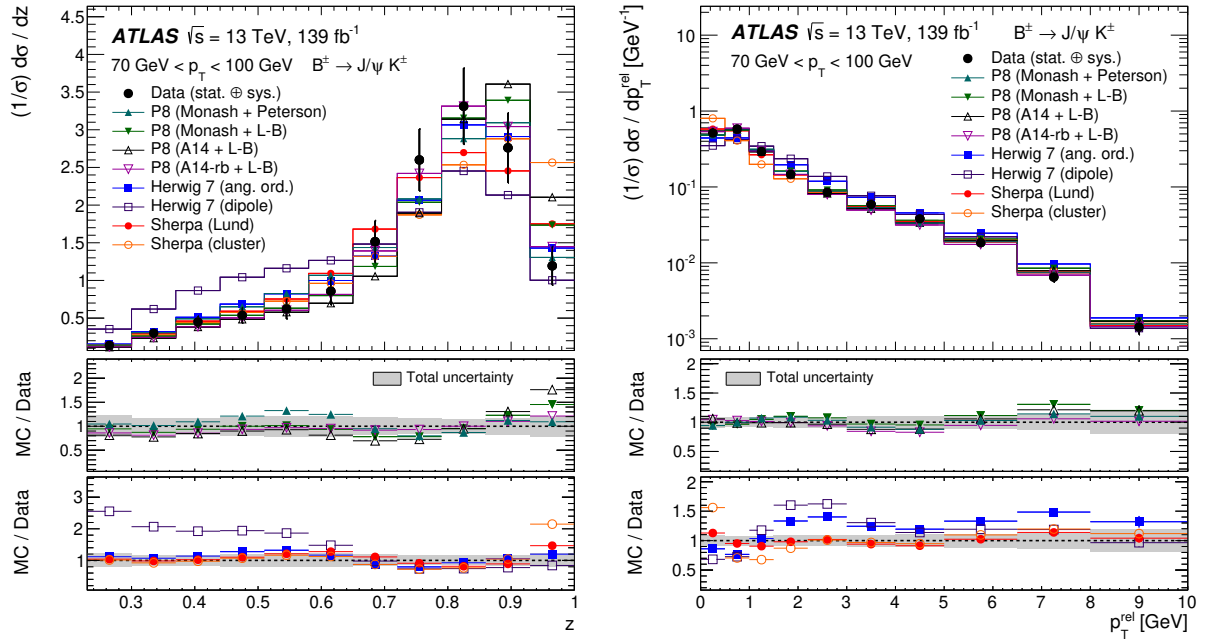 (1/σ) dσ / dz
4.5
4
3.5
3
2.5
2
1.5
1
0.5
ATLAS √s = 13 TeV, 139 fb⁻¹
70 GeV < p_T < 100 GeV B± → J/ψ K±
Data (stat. ⊕ sys.)
P8 (Monash + Peterson)
P8 (Monash + L-B)
P8 (A14 + L-B)
P8 (A14-rb + L-B)
Herwig 7 (ang. ord.)
Herwig 7 (dipole)
Sherpa (Lund)
Sherpa (cluster)
MC / Data
2
1.5
1
0.5
Total uncertainty
MC / Data
3
2
1
0.3 0.4 0.5 0.6 0.7 0.8 0.9 1
z
(1/σ) dσ / dp_T^rel [GeV⁻¹]
10
1
10⁻¹
10⁻²
10⁻³
ATLAS √s = 13 TeV, 139 fb⁻¹ B± → J/ψ K±
70 GeV < p_T < 100 GeV
Data (stat. ⊕ sys.)
P8 (Monash + Peterson)
P8 (Monash + L-B)
P8 (A14 + L-B)
P8 (A14-rb + L-B)
Herwig 7 (ang. ord.)
Herwig 7 (dipole)
Sherpa (Lund)
Sherpa (cluster)
MC / Data
2
1.5
1
0.5
Total uncertainty
MC / Data
2
1.5
1
0.5
0 1 2 3 4 5 6 7 8 9 10
p_T^rel [GeV]